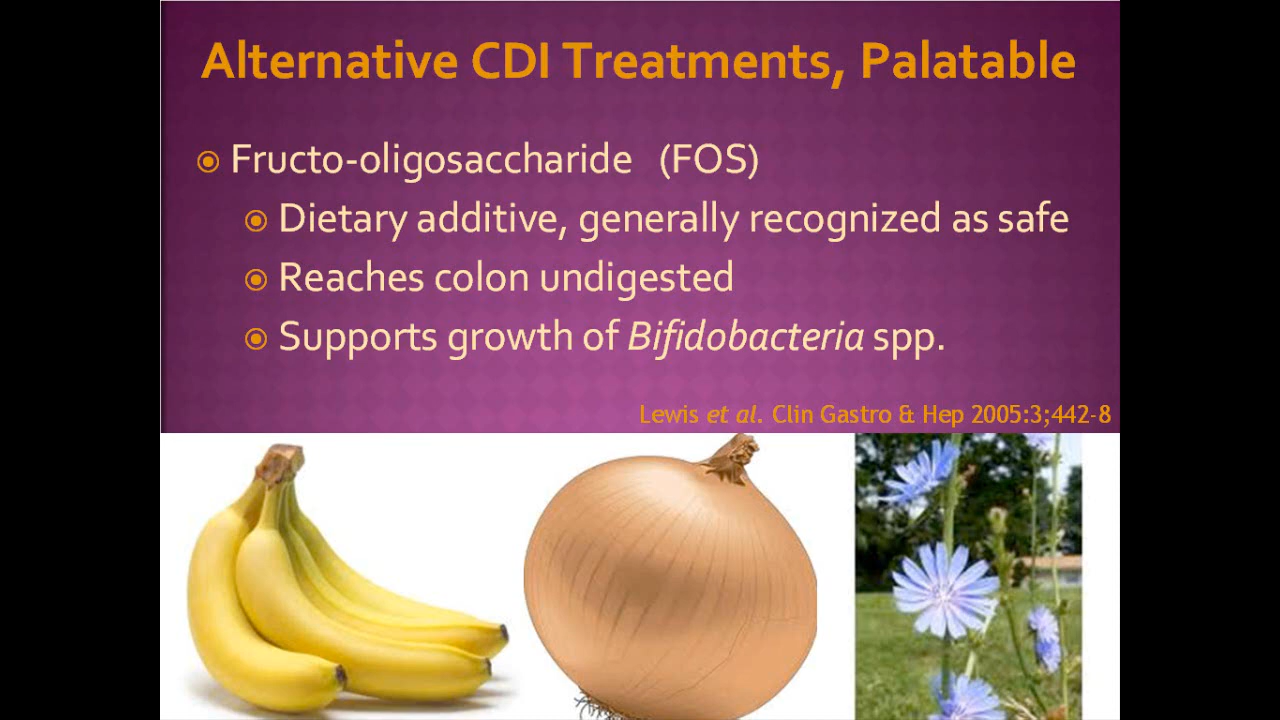 Alternative CDI Treatments, Palatable
Fructo-oligosaccharide (FOS)
Dietary additive, generally recognized as safe
Reaches colon undigested
Supports growth of Bifidobacteria spp.
Lewis et al. Clin Gastro & Hep 2005:3;442-8